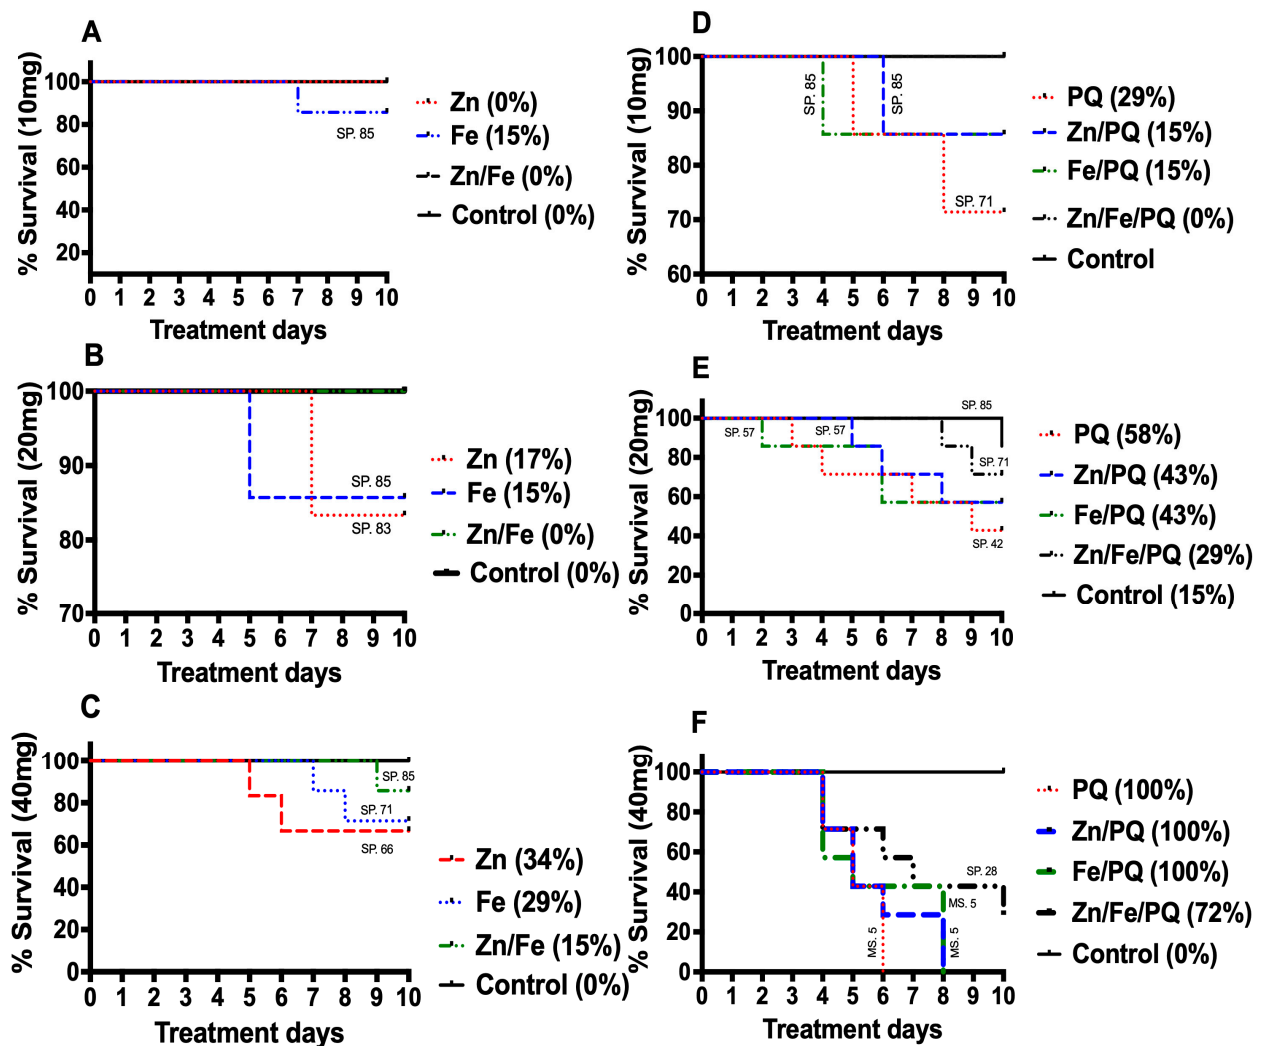 A
% Survival (10mg)
100
80
60
40
20
0 1 2 3 4 5 6 7 8 9 10
Treatment days
SP. 85
Zn (0%)
Fe (15%)
Zn/Fe (0%)
Control (0%)
D
% Survival (10mg)
100
90
80
70
60
0 1 2 3 4 5 6 7 8 9 10
Treatment days
SP. 85
SP. 85
SP. 71
PQ (29%)
Zn/PQ (15%)
Fe/PQ (15%)
Zn/Fe/PQ (0%)
Control
B
% Survival (20mg)
100
90
80
70
0 1 2 3 4 5 6 7 8 9 10
Treatment days
SP. 85
SP. 83
Zn (17%)
Fe (15%)
Zn/Fe (0%)
Control (0%)
E
% Survival (20mg)
100
80
60
40
20
0
0 1 2 3 4 5 6 7 8 9 10
Treatment days
SP. 85
SP. 57
SP. 57
SP. 71
SP. 42
PQ (58%)
Zn/PQ (43%)
Fe/PQ (43%)
Zn/Fe/PQ (29%)
Control (15%)
C
% Survival (40mg)
100
80
60
40
20
0
0 1 2 3 4 5 6 7 8 9 10
Treatment days
SP. 85
SP. 71
SP. 66
Zn (34%)
Fe (29%)
Zn/Fe (15%)
Control (0%)
F
% Survival (40mg)
100
80
60
40
20
0
0 1 2 3 4 5 6 7 8 9 10
Treatment days
SP. 28
MS. 5
MS. 5
MS. 5
PQ (100%)
Zn/PQ (100%)
Fe/PQ (100%)
Zn/Fe/PQ (72%)
Control (0%)